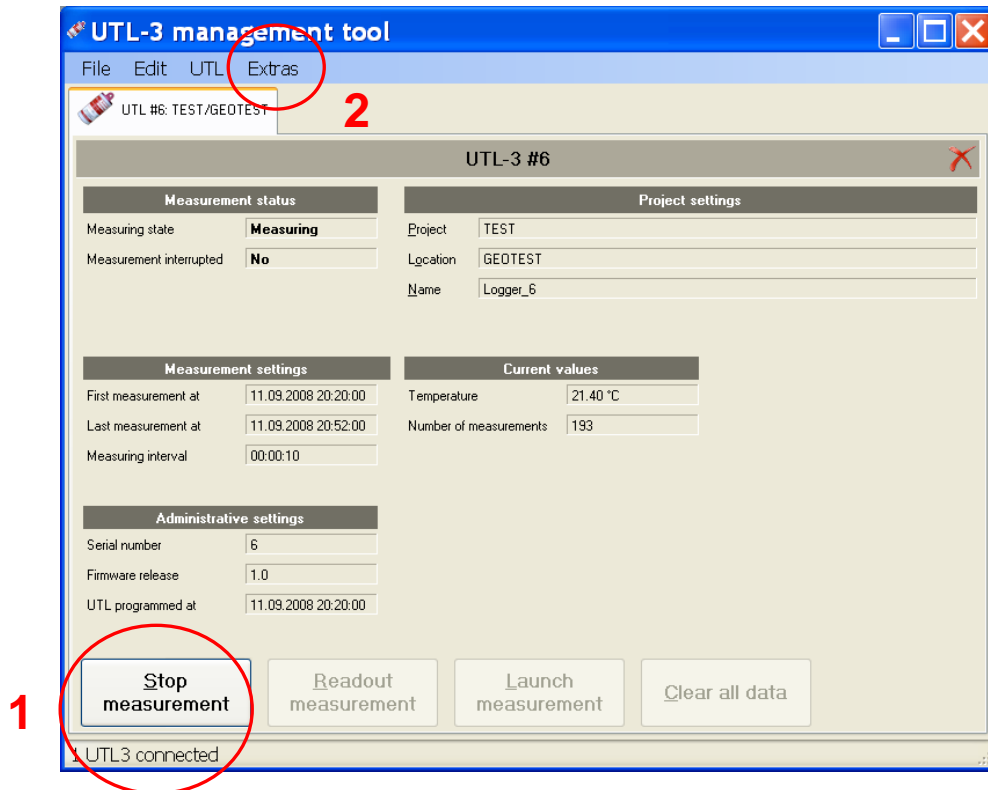 UTL-3 management tool
File Edit UTL Extras
UTL #6: TEST/GEOTEST
2
UTL-3 #6
Measurement status
Measuring state Measuring
Measurement interrupted No
Project settings
Project TEST
Location GEOTEST
Name Logger_6
Measurement settings
First measurement at 11.09.2008 20:20:00
Last measurement at 11.09.2008 20:52:00
Measuring interval 00:00:10
Current values
Temperature 21.40 °C
Number of measurements 193
Administrative settings
Serial number 6
Firmware release 1.0
UTL programmed at 11.09.2008 20:20:00
1
Stop
measurement
Readout
measurement
Launch
measurement
Clear all data
1 UTL3 connected